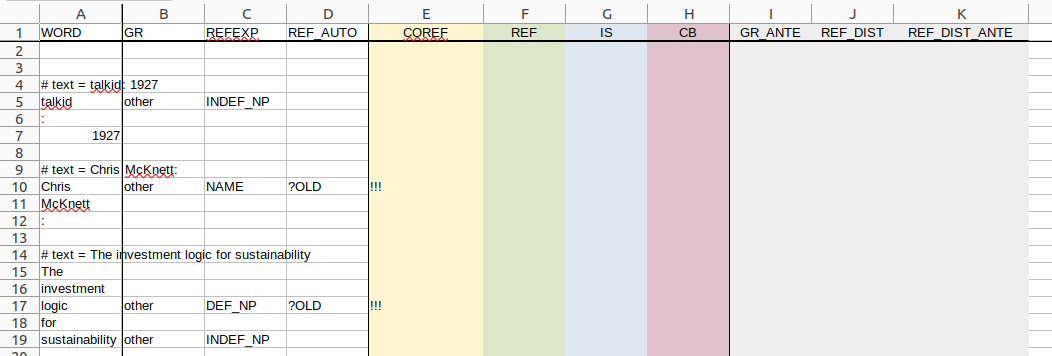 A B C D E F G H I J K
1 WORD GR REFEXP REF_AUTO COREF REF IS CB GR_ANTE REF_DIST REF_DIST_ANTE
2
3
4 # text = talkid: 1927
5 talkid other INDEF_NP
6 :
7 1927
8
9 # text = Chris McKnett:
10 Chris other NAME ?OLD !!!
11 McKnett
12 :
13
14 # text = The investment logic for sustainability
15 The
16 investment
17 logic other DEF_NP ?OLD !!!
18 for
19 sustainability other INDEF_NP